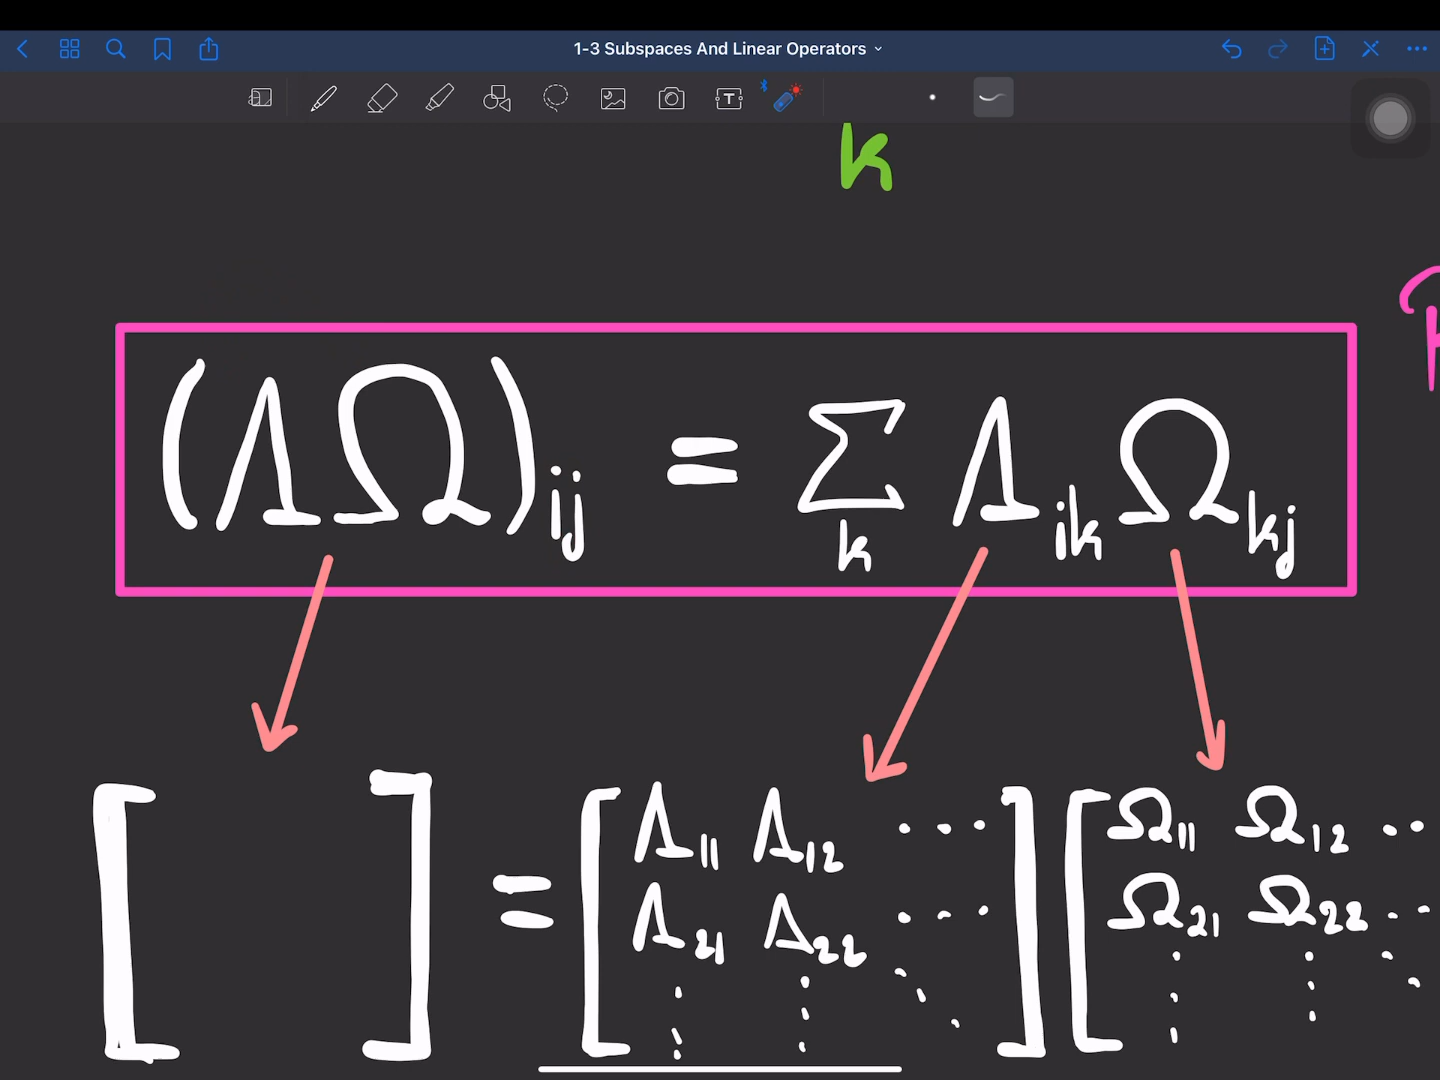 1-3 Subspaces And Linear Operators
T
k
(ΛΩ)ij = Σk Λik Ωkj
[ ] = [ Λ11 Λ12 ... ] [ Ω11 Ω12 ..
Λ21 Λ22 ... Ω21 Ω22 ..